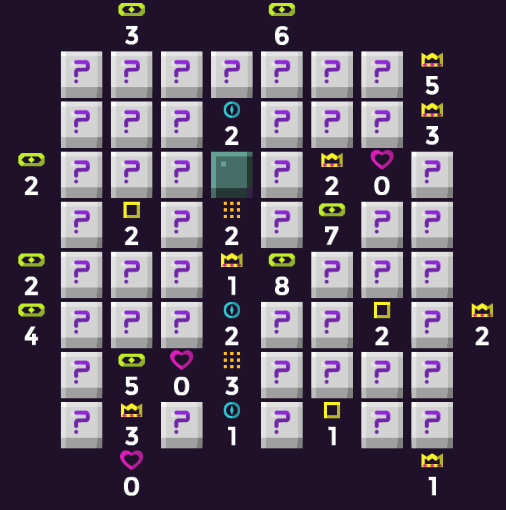 3 6
? ? ? ? ? ? ? 5
? ? ? 2 ? ? ? 3
2 ? ? ? ? 2 0 ?
? 2 ? 2 ? 7 ? ?
2 ? ? ? 1 8 ? ? ?
4 ? ? ? 2 ? ? 2 ? 2
? 5 0 3 ? ? ? ?
? 3 ? 1 ? 1 ? ?
0 1